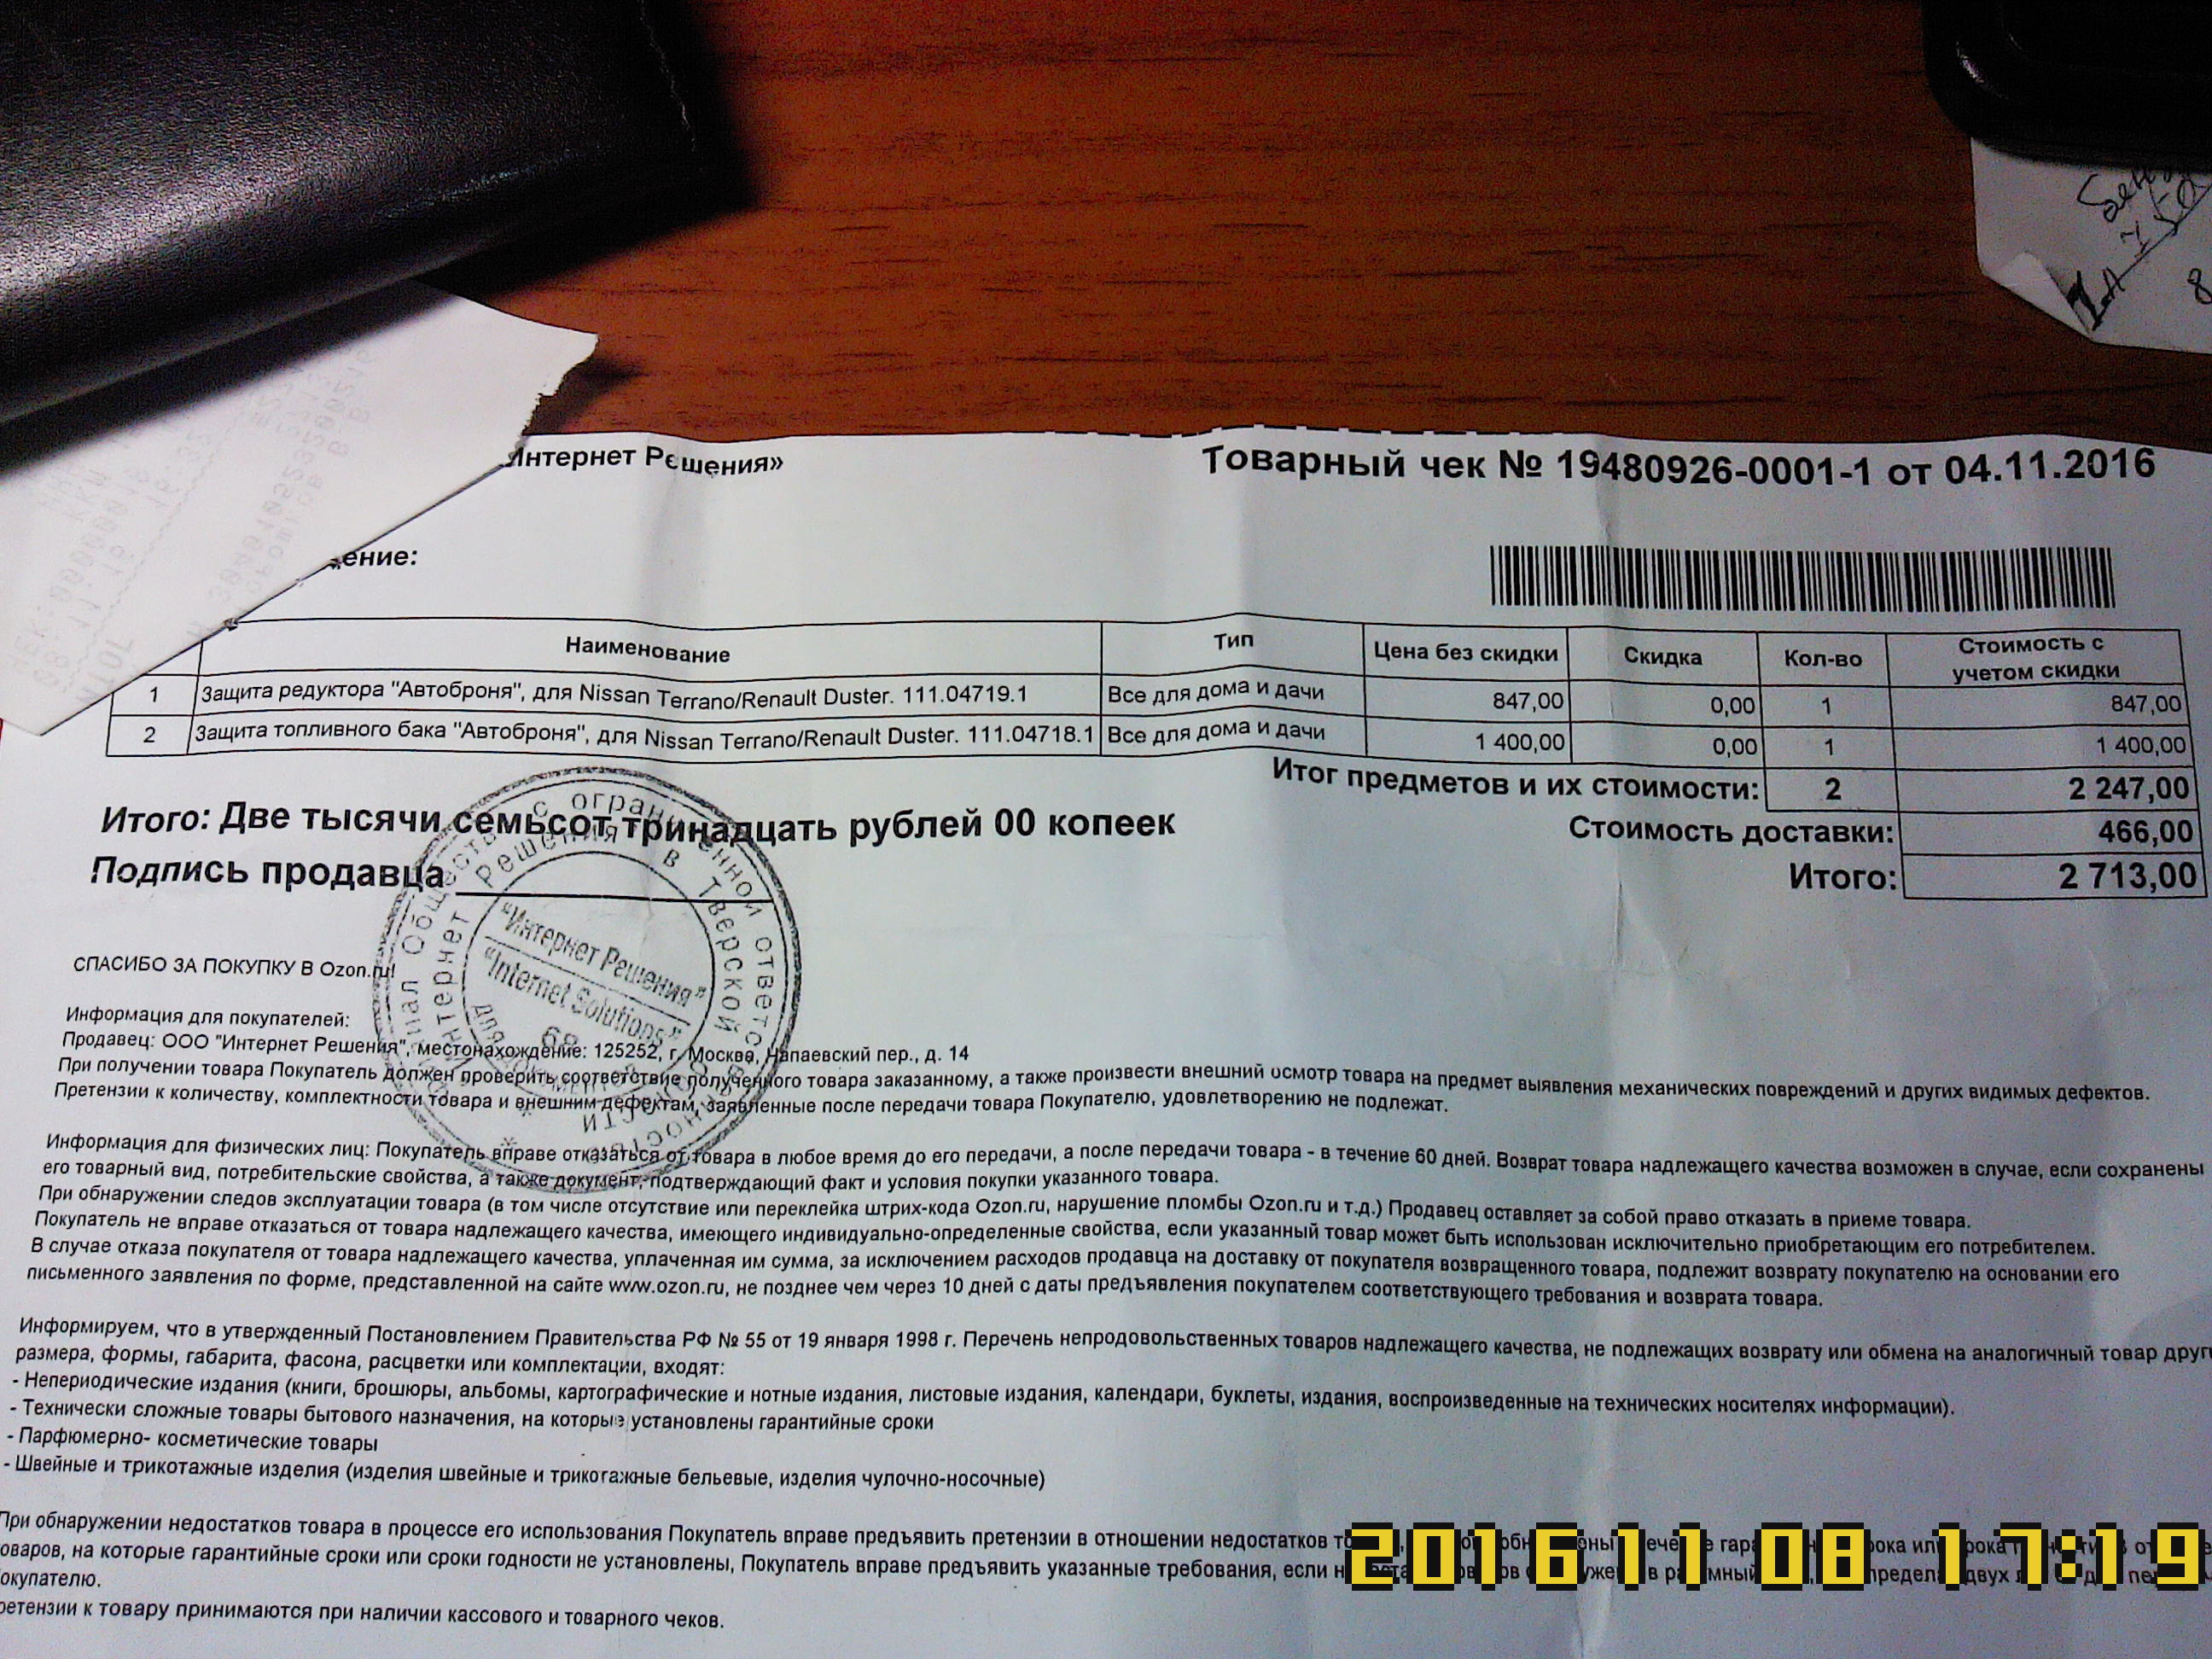 Интернет Решения»
Товарный чек № 19480926-0001-1 от 04.11.2016
ение:
Наименование Тип Цена без скидки Скидка Кол-во Стоимость с учетом скидки
1 Защита редуктора "Автоброня", для Nissan Terrano/Renault Duster. 111.04719.1 Все для дома и дачи 847,00 0,00 1 847,00
2 Защита топливного бака "Автоброня", для Nissan Terrano/Renault Duster. 111.04718.1 Все для дома и дачи 1 400,00 0,00 1 1 400,00
Итог предметов и их стоимости: 2 2 247,00
Итого: Две тысячи семьсот тринадцать рублей 00 копеек
Стоимость доставки: 466,00
Подпись продавца
Итого: 2 713,00
"Интернет Решения"
"Internet Solutions"
СПАСИБО ЗА ПОКУПКУ В Ozon.ru!
Информация для покупателей:
Продавец: ООО "Интернет Решения", местонахождение: 125252, г. Москва, Чапаевский пер., д. 14
При получении товара Покупатель должен проверить соответствие полученного товара заказанному, а также произвести внешний осмотр товара на предмет выявления механических повреждений и других видимых дефектов.
Претензии к количеству, комплектности товара и внешним дефектам, заявленные после передачи товара Покупателю, удовлетворению не подлежат.
Информация для физических лиц: Покупатель вправе отказаться от товара в любое время до его передачи, а после передачи товара - в течение 60 дней. Возврат товара надлежащего качества возможен в случае, если сохранены
его товарный вид, потребительские свойства, а также документ, подтверждающий факт и условия покупки указанного товара.
При обнаружении следов эксплуатации товара (в том числе отсутствие или переклейка штрих-кода Ozon.ru, нарушение пломбы Ozon.ru и т.д.) Продавец оставляет за собой право отказать в приеме товара.
Покупатель не вправе отказаться от товара надлежащего качества, имеющего индивидуально-определенные свойства, если указанный товар может быть использован исключительно приобретающим его потребителем.
В случае отказа покупателя от товара надлежащего качества, уплаченная им сумма, за исключением расходов продавца на доставку от покупателя возвращенного товара, подлежит возврату покупателю на основании его
письменного заявления по форме, представленной на сайте www.ozon.ru, не позднее чем через 10 дней с даты предъявления покупателем соответствующего требования и возврата товара.
Информируем, что в утвержденный Постановлением Правительства РФ № 55 от 19 января 1998 г. Перечень непродовольственных товаров надлежащего качества, не подлежащих возврату или обмена на аналогичный товар друг
размера, формы, габарита, фасона, расцветки или комплектации, входят:
- Непериодические издания (книги, брошюры, альбомы, картографические и нотные издания, листовые издания, календари, буклеты, издания, воспроизведенные на технических носителях информации).
- Технически сложные товары бытового назначения, на которые установлены гарантийные сроки
- Парфюмерно- косметические товары
- Швейные и трикотажные изделия (изделия швейные и трикотажные бельевые, изделия чулочно-носочные)
При обнаружении недостатков товара в процессе его использования Покупатель вправе предъявить претензии в отношении недостатков
оваров, на которые гарантийные сроки или сроки годности не установлены, Покупатель вправе предъявить указанные требования, если
окупателю.
ретензии к товару принимаются при наличии кассового и товарного чеков.
2016 11 08 17:19